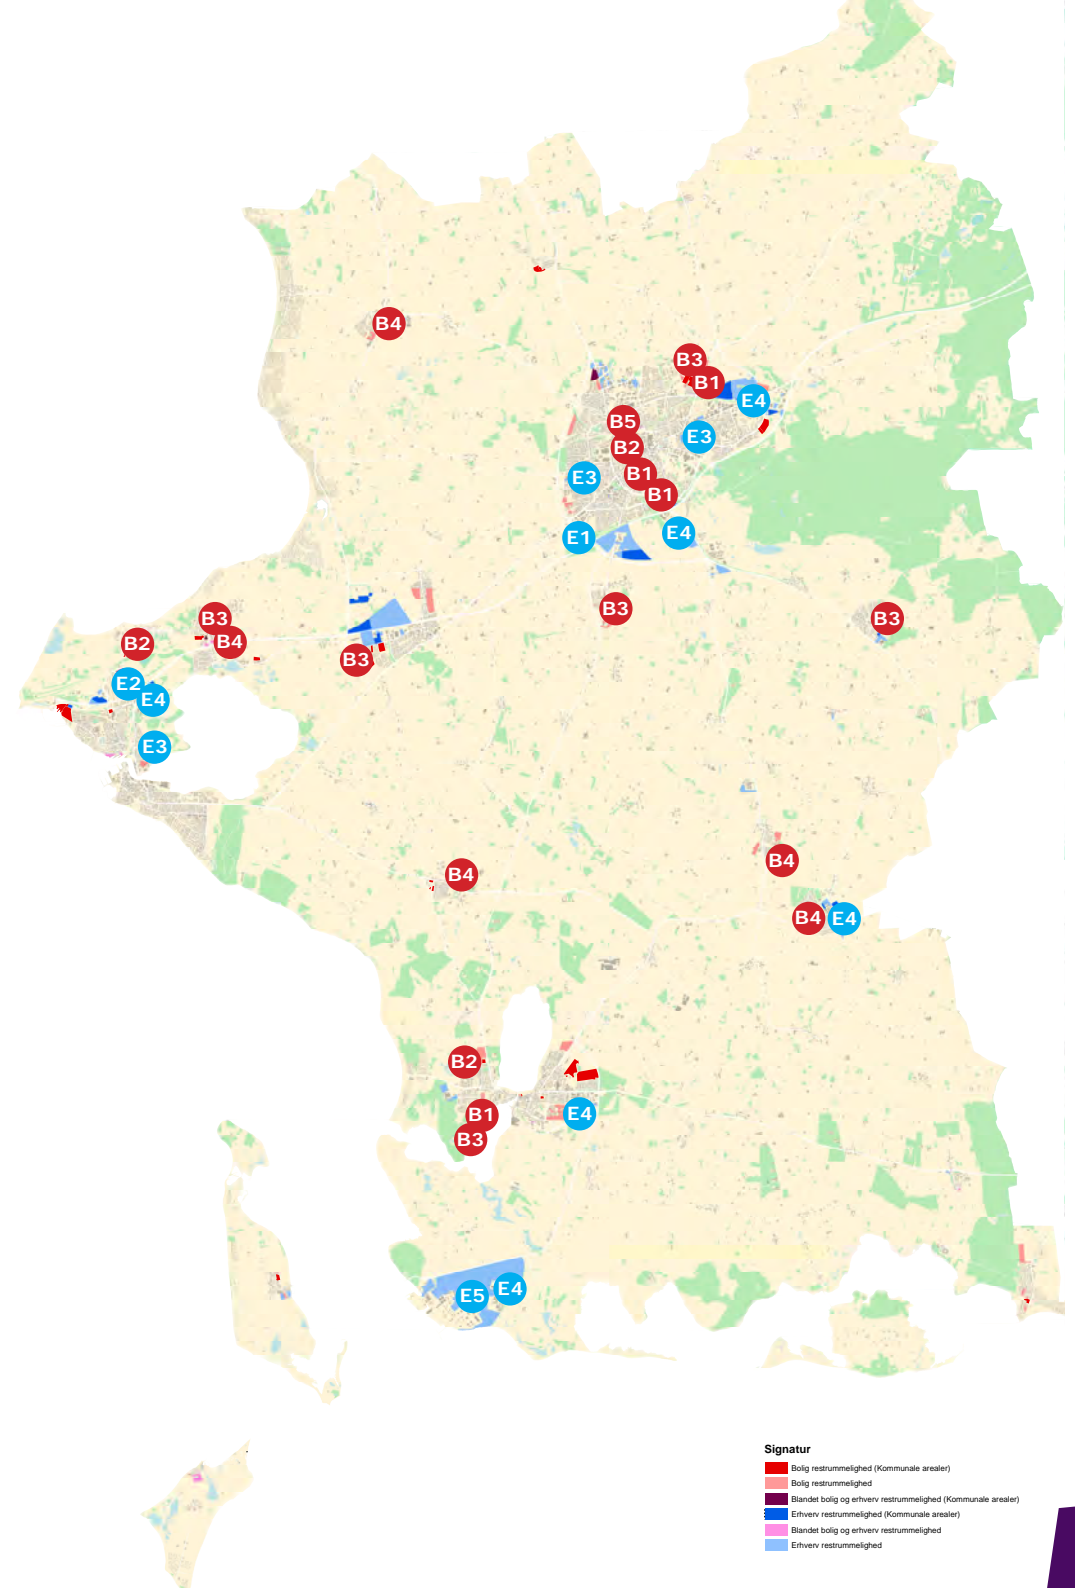 B4
B3
B1
E4
B5
E3
B2
E3
B1
B1
E1
E4
B3
B3
B3
B2
B4
B3
E2
E4
E3
B4
B4
B4
E4
B2
B1
E4
B3
E5
E4
Signatur
Bolig restrummelighed (Kommunale arealer)
Bolig restrummelighed
Blandet bolig og erhverv restrummelighed (Kommunale arealer)
Erhverv restrummelighed (Kommunale arealer)
Blandet bolig og erhverv restrummelighed
Erhverv restrummelighed